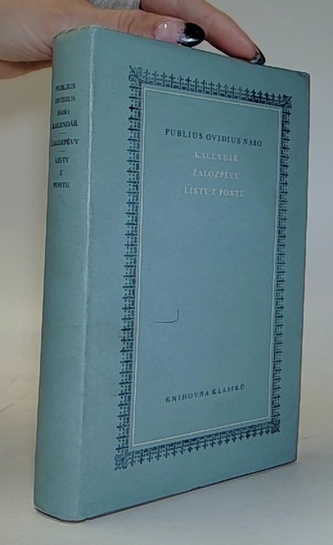 PUBLIUS
OVIDIUS
NASO
KALENDÁŘ
ŽALOZPĚVY
LISTY
Z
PONTU
PUBLIUS OVIDIUS NASO
KALENDÁŘ
ŽALOZPĚVY
LISTY Z PONTU
KNIHOVNA KLASIKŮ